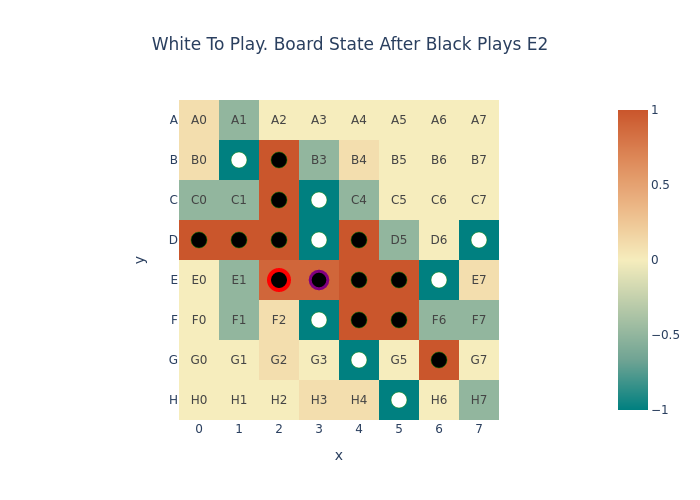 White To Play. Board State After Black Plays E2
A A0 A1 A2 A3 A4 A5 A6 A7
B B0 B3 B4 B5 B6 B7
C C0 C1 C4 C5 C6 C7
D D5 D6
E E0 E1 E7
F F0 F1 F2 F6 F7
G G0 G1 G2 G3 G5 G7
H H0 H1 H2 H3 H4 H6 H7
0 1 2 3 4 5 6 7
x
y
1
0.5
0
−0.5
−1